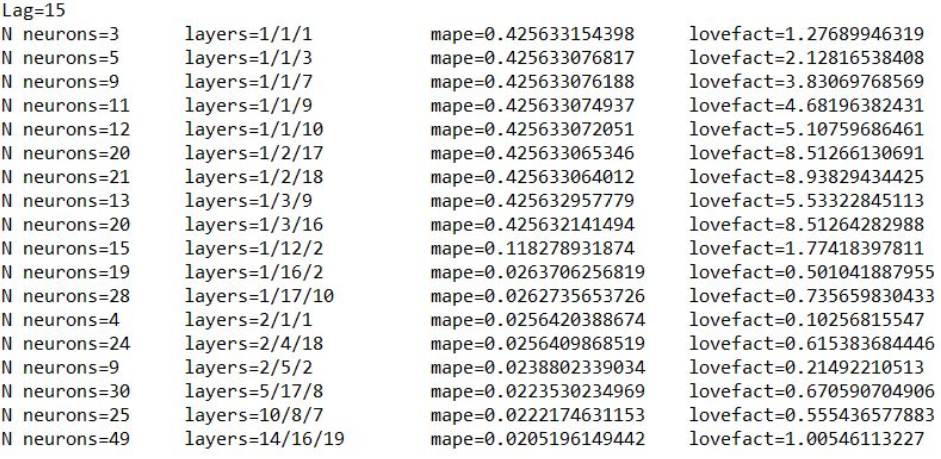 Lag=15
N neurons=3 layers=1/1/1 mape=0.425633154398 lovefact=1.27689946319
N neurons=5 layers=1/1/3 mape=0.425633076817 lovefact=2.12816538408
N neurons=9 layers=1/1/7 mape=0.425633076188 lovefact=3.83069768569
N neurons=11 layers=1/1/9 mape=0.425633074937 lovefact=4.68196382431
N neurons=12 layers=1/1/10 mape=0.425633072051 lovefact=5.10759686461
N neurons=20 layers=1/2/17 mape=0.425633065346 lovefact=8.51266130691
N neurons=21 layers=1/2/18 mape=0.425633064012 lovefact=8.93829434425
N neurons=13 layers=1/3/9 mape=0.425632957779 lovefact=5.53322845113
N neurons=20 layers=1/3/16 mape=0.425632141494 lovefact=8.51264282988
N neurons=15 layers=1/12/2 mape=0.118278931874 lovefact=1.77418397811
N neurons=19 layers=1/16/2 mape=0.0263706256819 lovefact=0.501041887955
N neurons=28 layers=1/17/10 mape=0.0262735653726 lovefact=0.735659830433
N neurons=4 layers=2/1/1 mape=0.0256420388674 lovefact=0.10256815547
N neurons=24 layers=2/4/18 mape=0.0256409868519 lovefact=0.615383684446
N neurons=9 layers=2/5/2 mape=0.0238802339034 lovefact=0.21492210513
N neurons=30 layers=5/17/8 mape=0.0223530234969 lovefact=0.670590704906
N neurons=25 layers=10/8/7 mape=0.0222174631153 lovefact=0.555436577883
N neurons=49 layers=14/16/19 mape=0.0205196149442 lovefact=1.00546113227